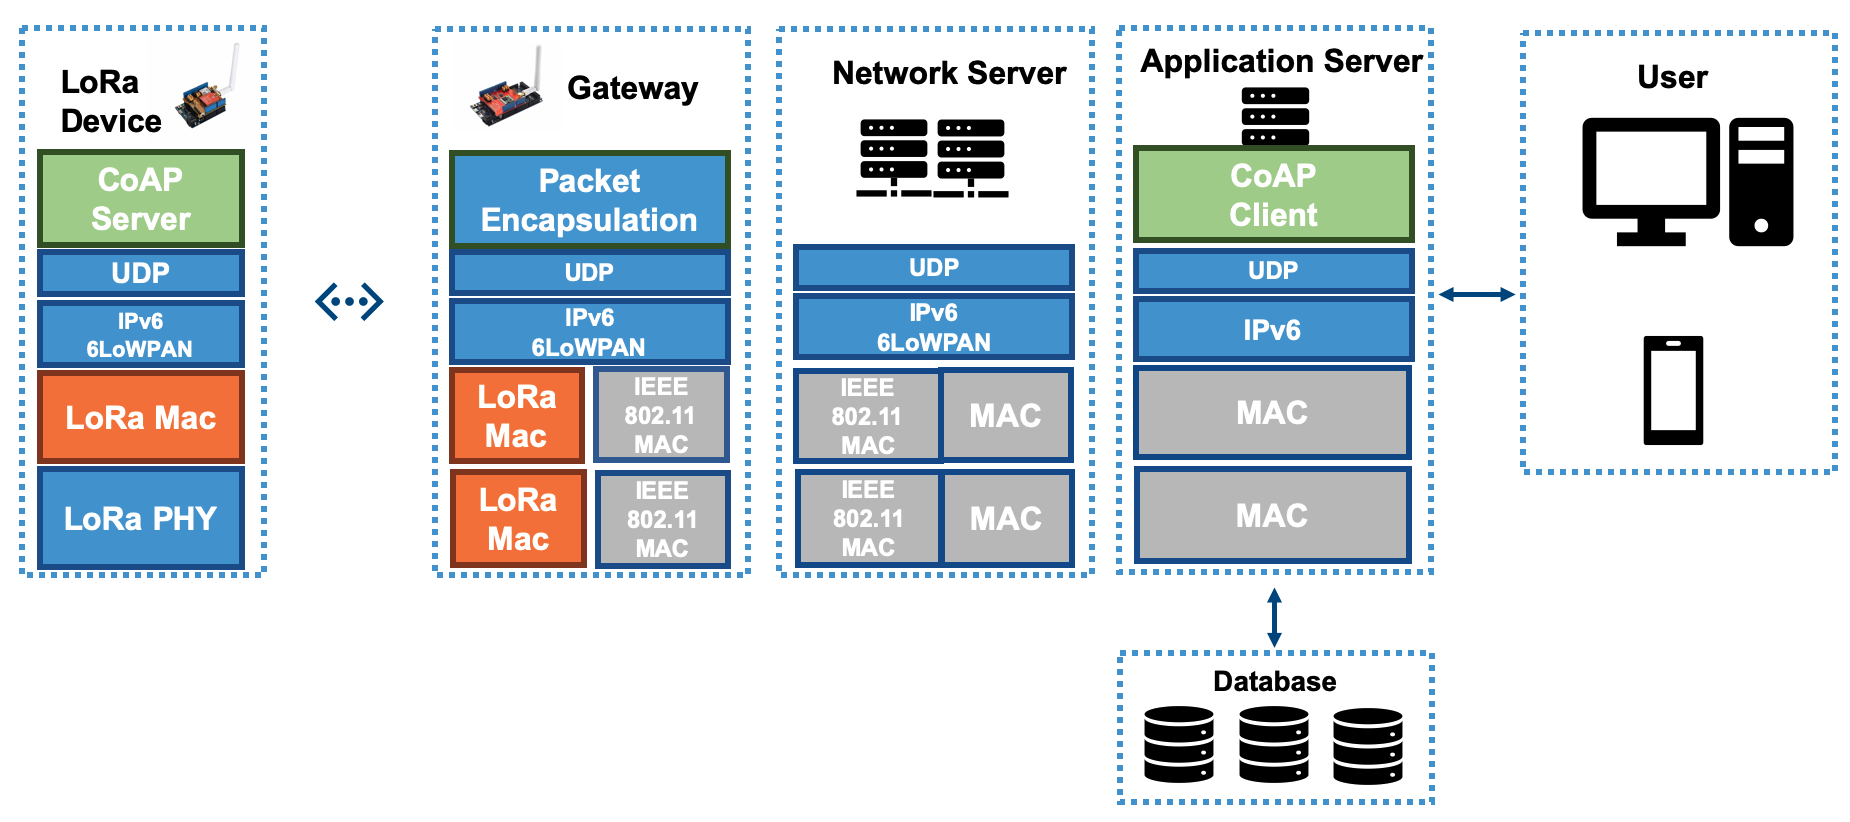 LoRa
Device
CoAP
Server
UDP
IPv6
6LoWPAN
LoRa Mac
LoRa PHY
Gateway
Packet
Encapsulation
UDP
IPv6
6LoWPAN
LoRa
Mac
IEEE
802.11
MAC
LoRa
Mac
IEEE
802.11
MAC
Network Server
UDP
IPv6
6LoWPAN
IEEE
802.11
MAC
MAC
IEEE
802.11
MAC
MAC
Application Server
CoAP
Client
UDP
IPv6
MAC
MAC
User
Database